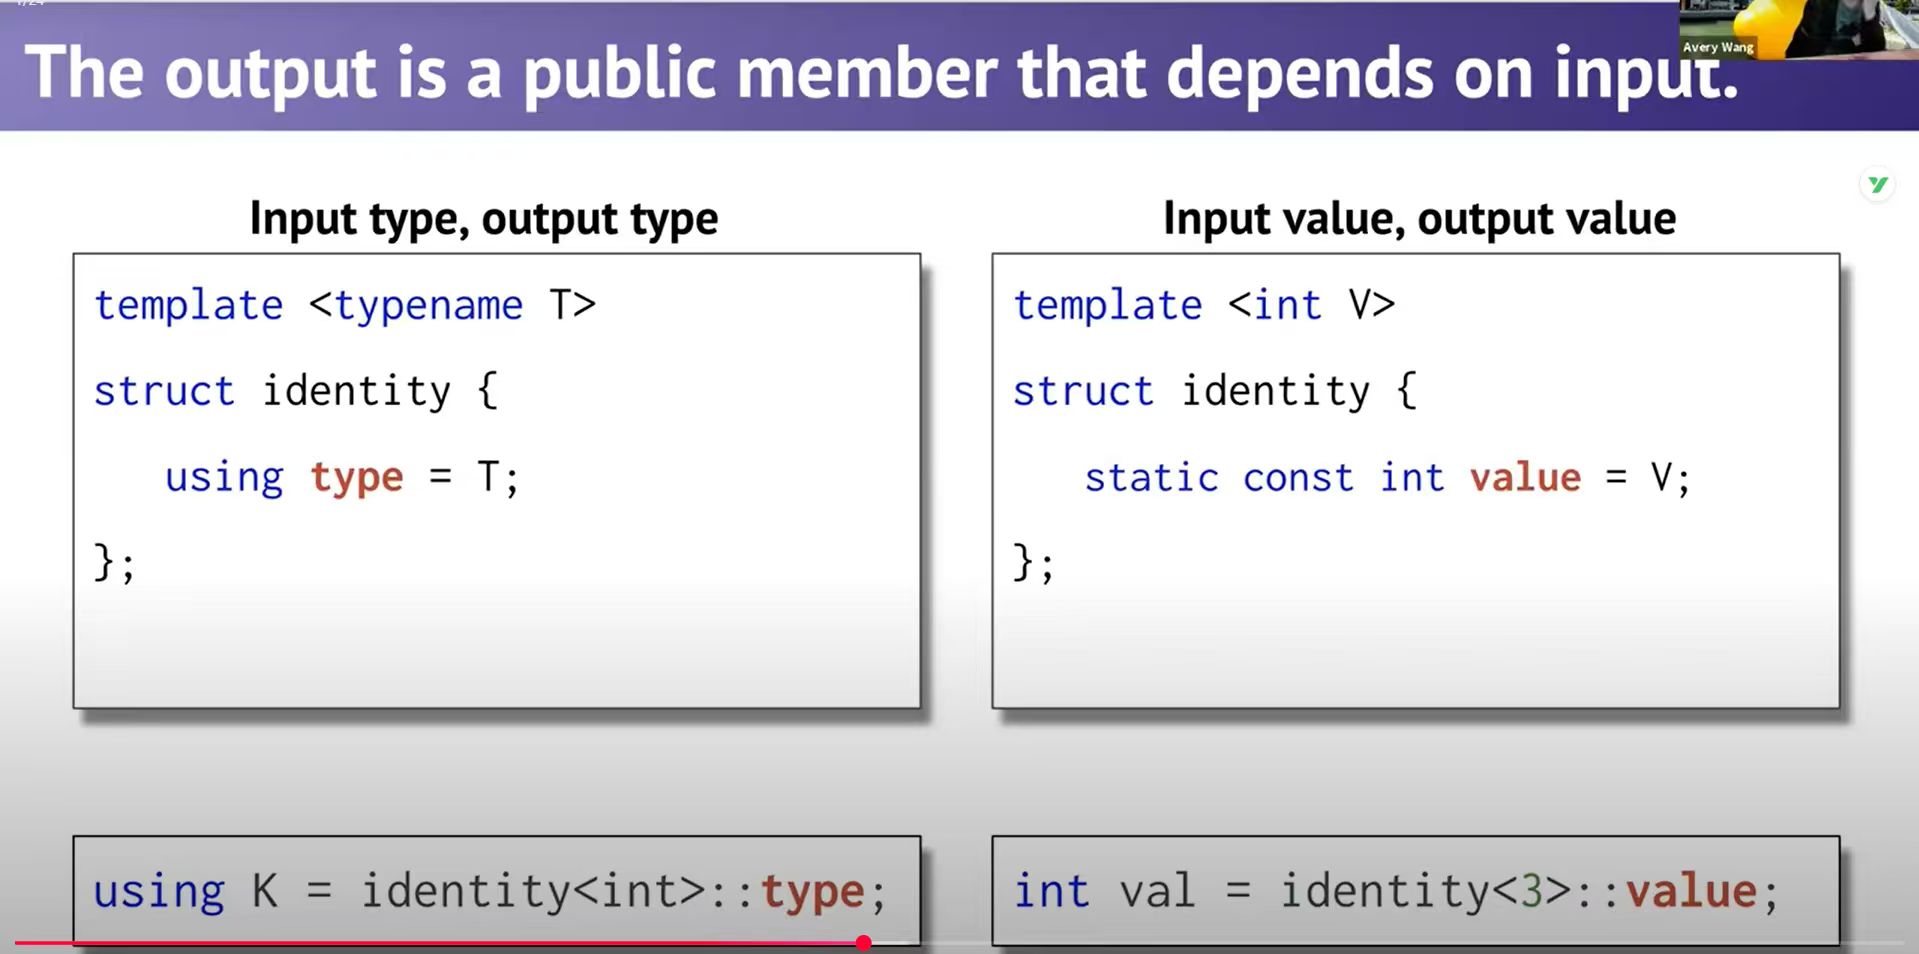 1/24
Avery Wang
The output is a public member that depends on input.
Input type, output type
template <typename T>
struct identity {
using type = T;
};
using K = identity<int>::type;
Input value, output value
template <int V>
struct identity {
static const int value = V;
};
int val = identity<3>::value;